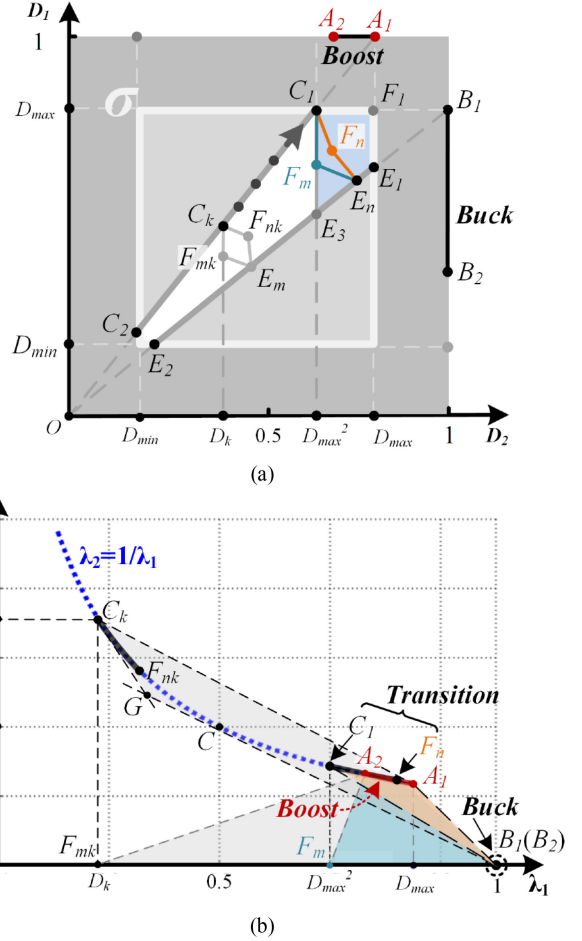 D₁
A₂ A₁
1
Boost
σ
C₁ F₁ B₁
Dmax
Fₙ
Fₘ Eₙ E₁
Buck
Cₖ Fₙₖ E₃
Fₘₖ
Eₘ B₂
C₂
Dmin E₂
O Dmin Dₖ 0.5 Dmax² Dmax 1 D₂
(a)
λ₂=1/λ₁
Cₖ
Fₙₖ
Transition
G
C C₁ A₂ Fₙ
A₁
Boost Buck
Fₘₖ Fₘ B₁(B₂)
Dₖ 0.5 Dmax² Dmax 1 λ₁
(b)